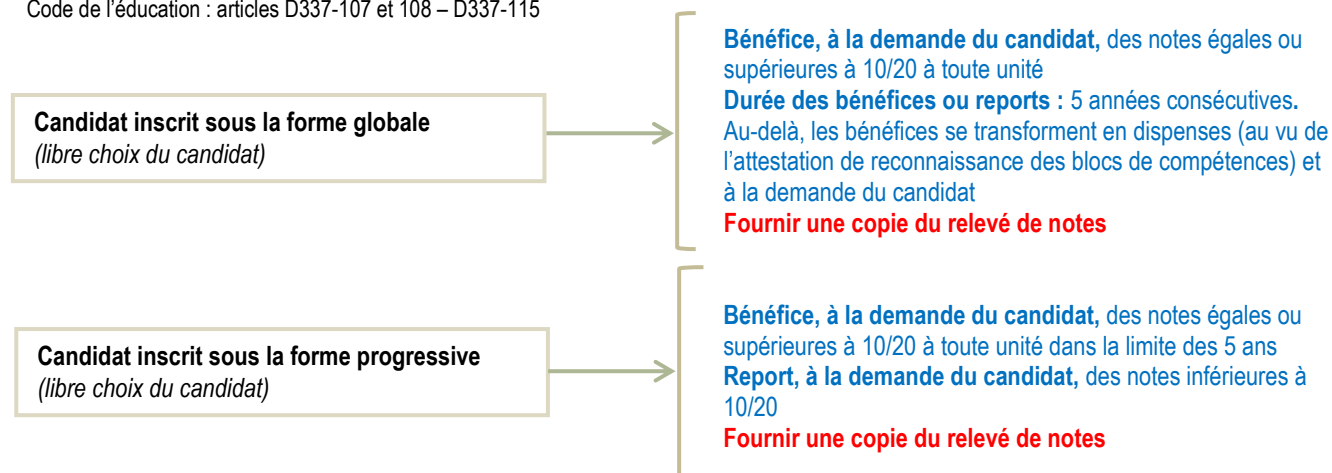 Code de l'éducation : articles D337-107 et 108 – D337-115
Candidat inscrit sous la forme globale
(libre choix du candidat)
Bénéfice, à la demande du candidat, des notes égales ou
supérieures à 10/20 à toute unité
Durée des bénéfices ou reports : 5 années consécutives.
Au-delà, les bénéfices se transforment en dispenses (au vu de
l'attestation de reconnaissance des blocs de compétences) et
à la demande du candidat
Fournir une copie du relevé de notes
Candidat inscrit sous la forme progressive
(libre choix du candidat)
Bénéfice, à la demande du candidat, des notes égales ou
supérieures à 10/20 à toute unité dans la limite des 5 ans
Report, à la demande du candidat, des notes inférieures à
10/20
Fournir une copie du relevé de notes